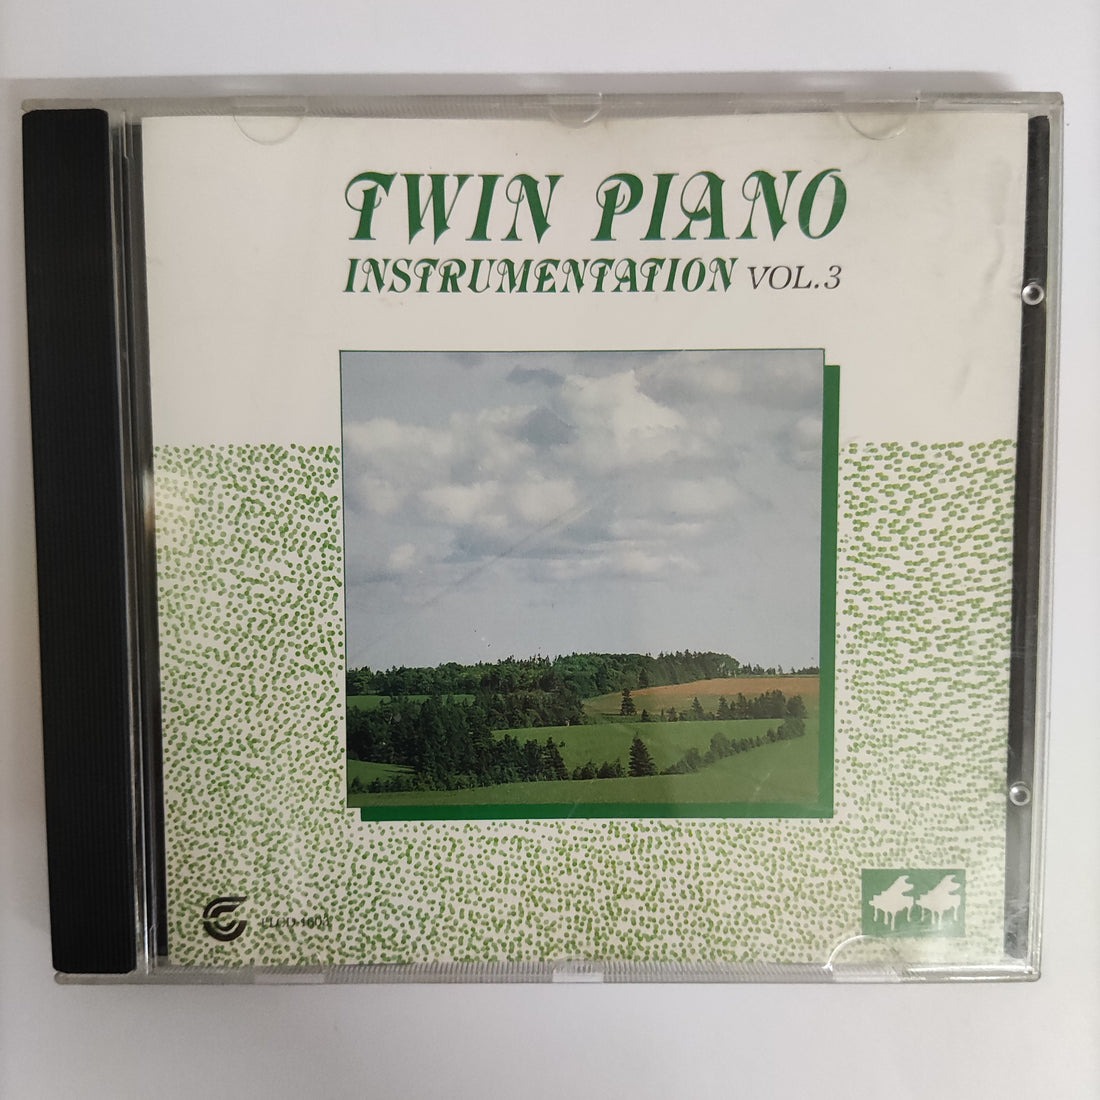 TWIN PIANO
INSTRUMENTATION VOL.3